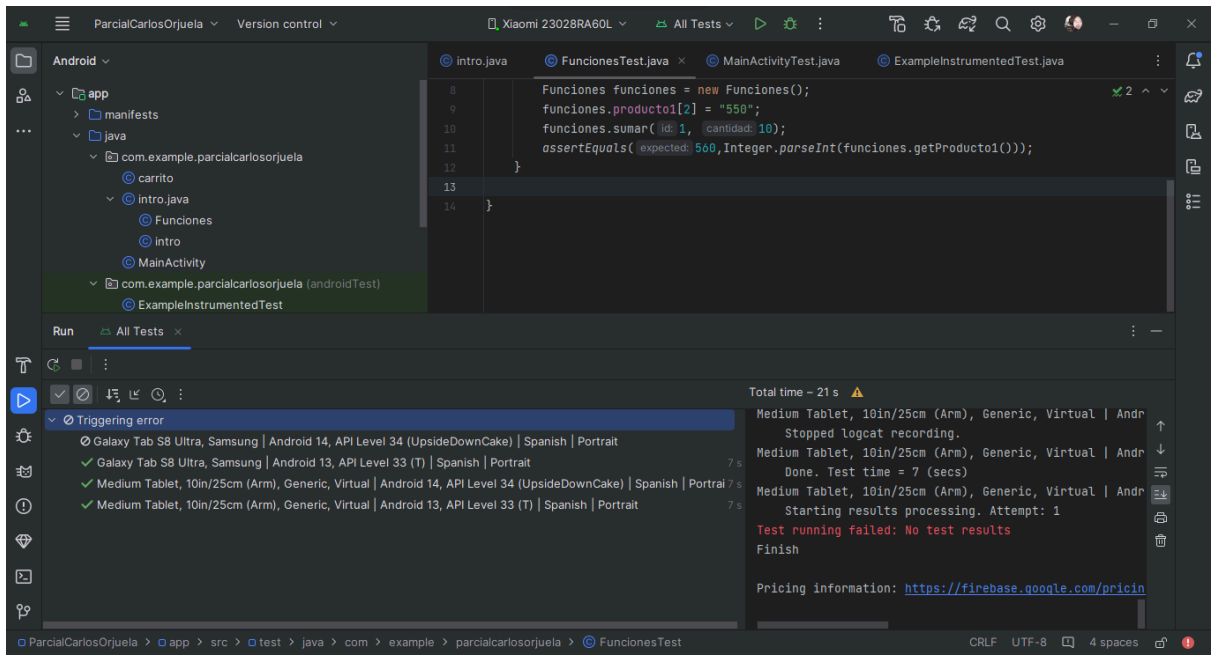 ParcialCarlosOrjuela Version control Xiaomi 23028RA60L All Tests
Android
intro.java FuncionesTest.java MainActivityTest.java ExampleInstrumentedTest.java
app
manifests
java
com.example.parcialcarlosorjuela
carrito
intro.java
Funciones
intro
MainActivity
com.example.parcialcarlosorjuela (androidTest)
ExampleInstrumentedTest
8 Funciones funciones = new Funciones(); 2
9 funciones.producto1[2] = "550";
10 funciones.sumar( id: 1, cantidad: 10);
11 assertEquals( expected: 560,Integer.parseInt(funciones.getProducto1()));
12 }
13
14 }
Run All Tests
Total time – 21 s
Triggering error
Galaxy Tab S8 Ultra, Samsung | Android 14, API Level 34 (UpsideDownCake) | Spanish | Portrait
Galaxy Tab S8 Ultra, Samsung | Android 13, API Level 33 (T) | Spanish | Portrait 7 s
Medium Tablet, 10in/25cm (Arm), Generic, Virtual | Android 14, API Level 34 (UpsideDownCake) | Spanish | Portrai 7 s
Medium Tablet, 10in/25cm (Arm), Generic, Virtual | Android 13, API Level 33 (T) | Spanish | Portrait 7 s
Medium Tablet, 10in/25cm (Arm), Generic, Virtual | Andr
Stopped logcat recording.
Medium Tablet, 10in/25cm (Arm), Generic, Virtual | Andr
Done. Test time = 7 (secs)
Medium Tablet, 10in/25cm (Arm), Generic, Virtual | Andr
Starting results processing. Attempt: 1
Test running failed: No test results
Finish
Pricing information: https://firebase.google.com/pricin
ParcialCarlosOrjuela > app > src > test > java > com > example > parcialcarlosorjuela > FuncionesTest CRLF UTF-8 4 spaces